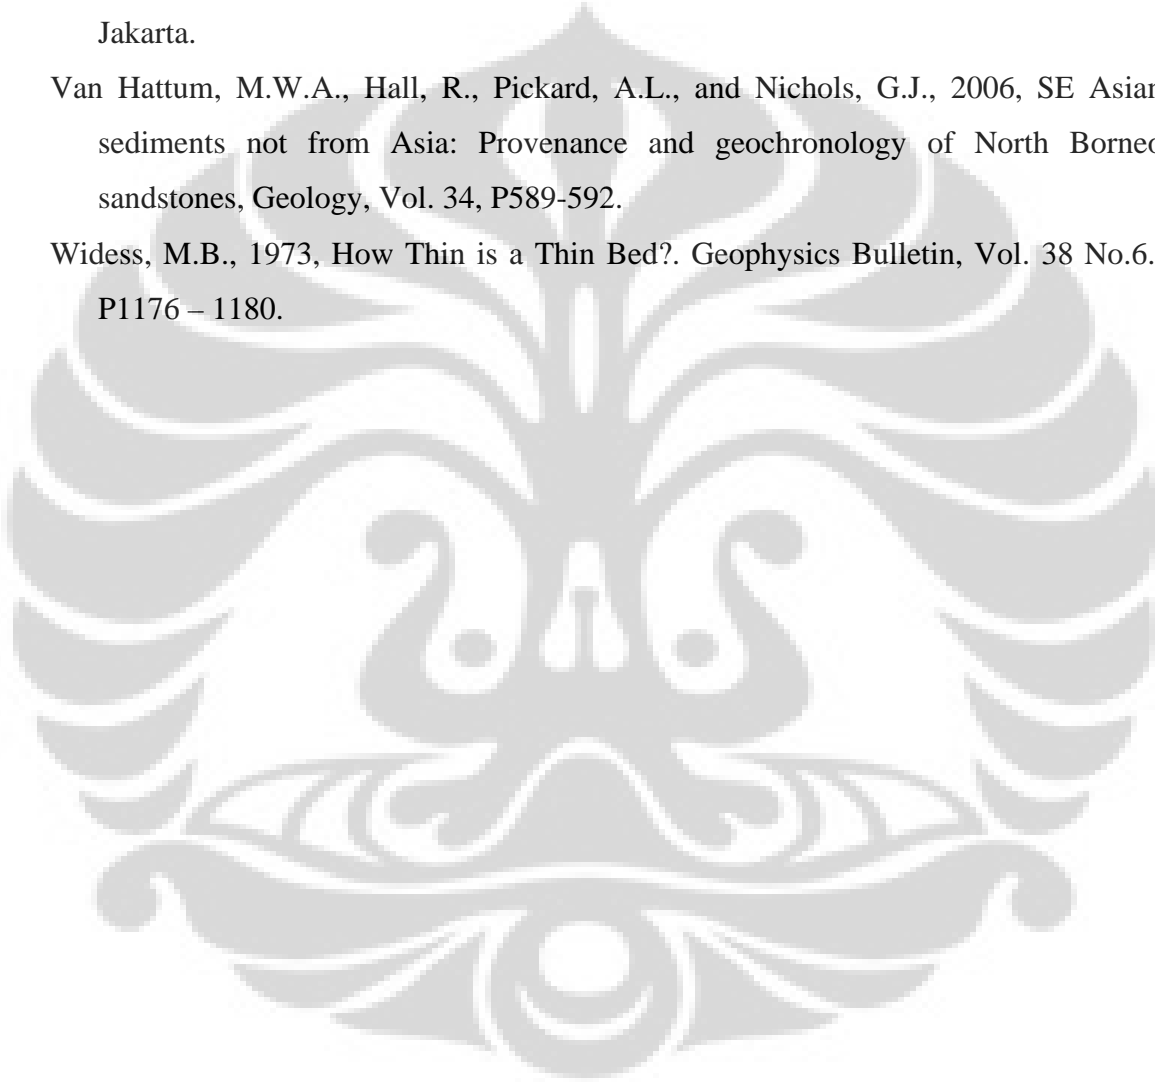 Jakarta.
Van Hattum, M.W.A., Hall, R., Pickard, A.L., and Nichols, G.J., 2006, SE Asian
sediments not from Asia: Provenance and geochronology of North Borneo
sandstones, Geology, Vol. 34, P589-592.
Widess, M.B., 1973, How Thin is a Thin Bed?. Geophysics Bulletin, Vol. 38 No.6.
P1176 – 1180.